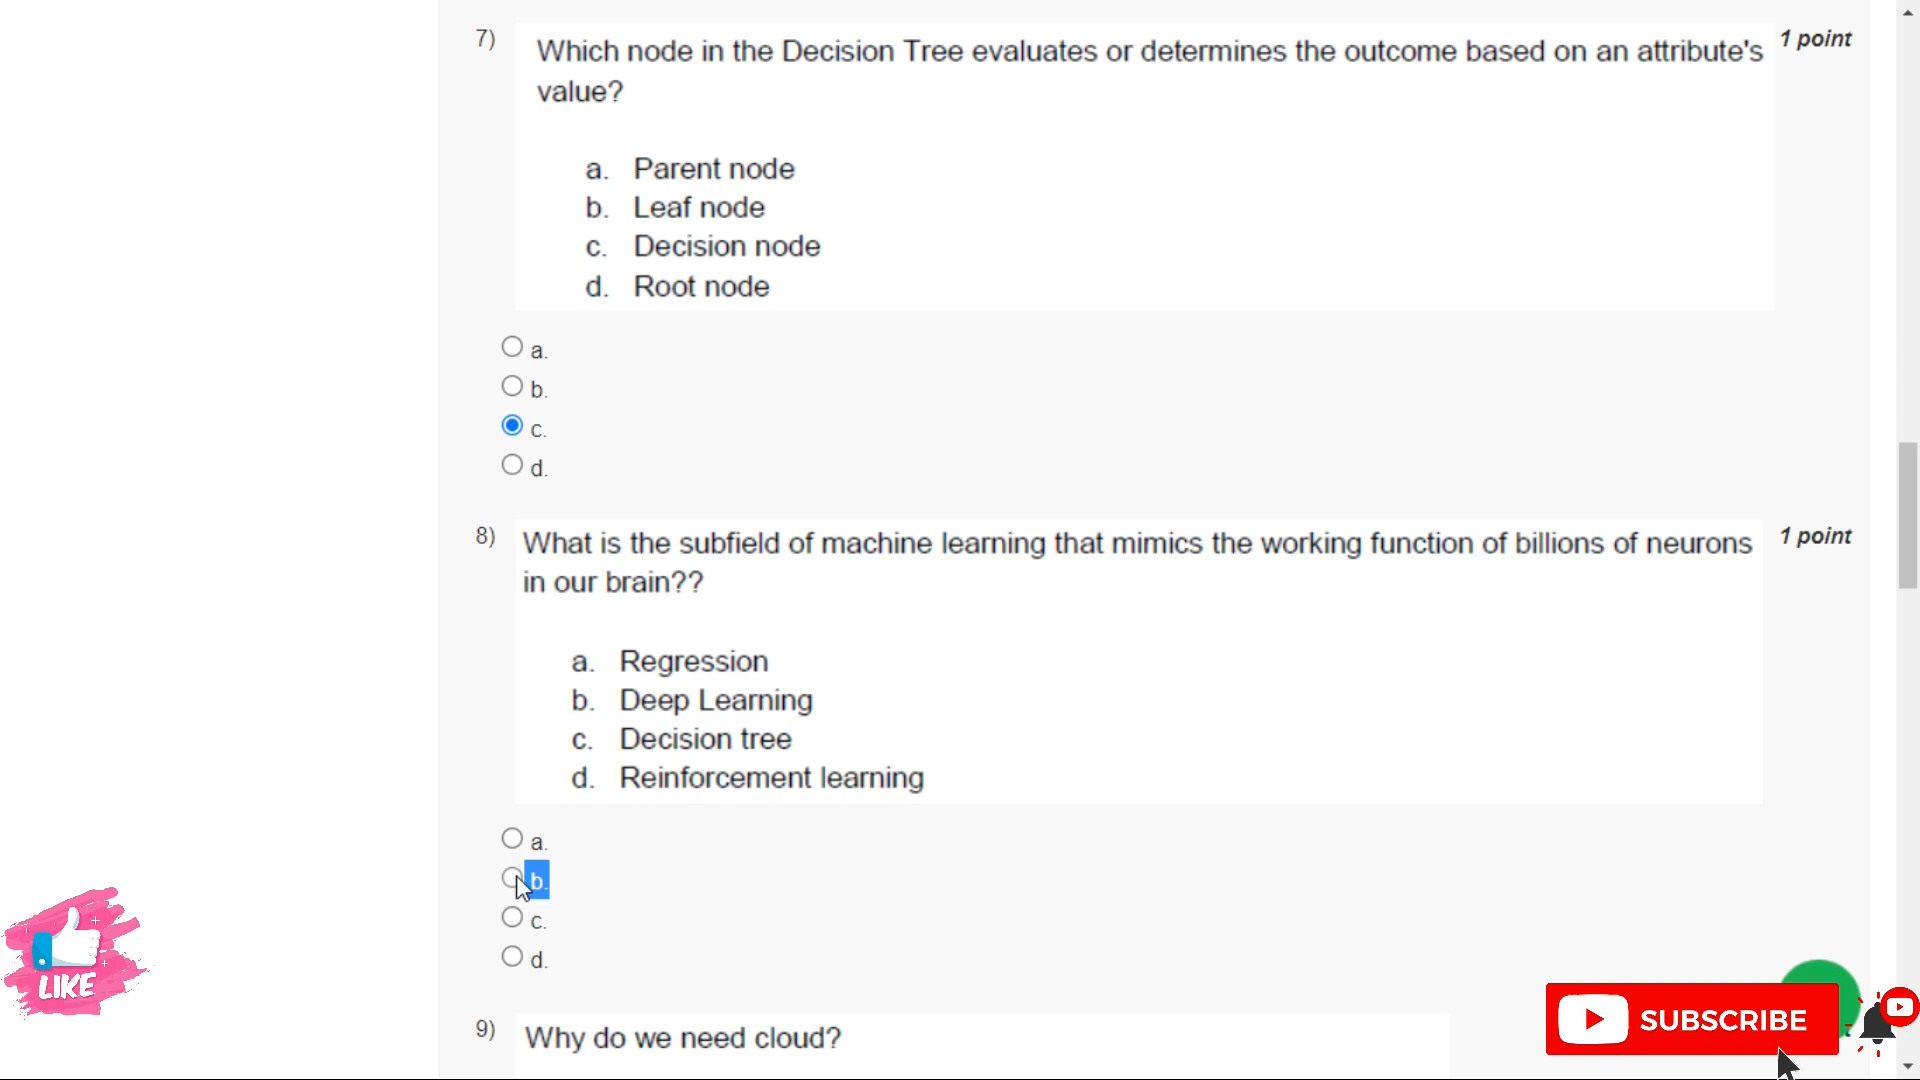 7)
Which node in the Decision Tree evaluates or determines the outcome based on an attribute's
1 point
value?
a. Parent node
b. Leaf node
c. Decision node
d. Root node
a.
b.
c.
d.
8)
What is the subfield of machine learning that mimics the working function of billions of neurons
1 point
in our brain??
a. Regression
b. Deep Learning
c. Decision tree
d. Reinforcement learning
a.
b.
c.
d.
LIKE
9) Why do we need cloud?
SUBSCRIBE